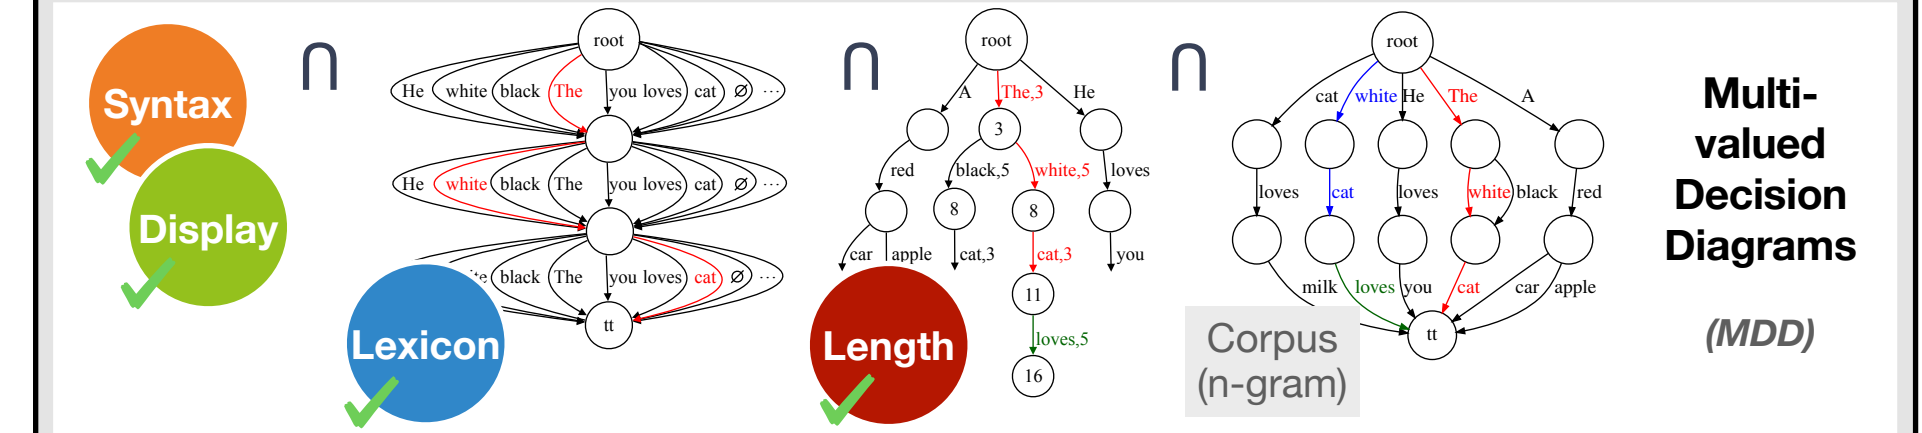 Syntax
Display
∩
root
He white black The you loves cat ∅ ...
He white black The you loves cat ∅ ...
black The you loves cat ∅ ...
tt
Lexicon
∩
root
A The,3 He
3
red black,5 white,5 loves
8 8
car apple cat,3 cat,3 you
11
loves,5
16
Length
∩
root
cat white He The A
loves cat loves white black red
milk loves you cat car apple
tt
Corpus
(n-gram)
Multi-
valued
Decision
Diagrams
(MDD)